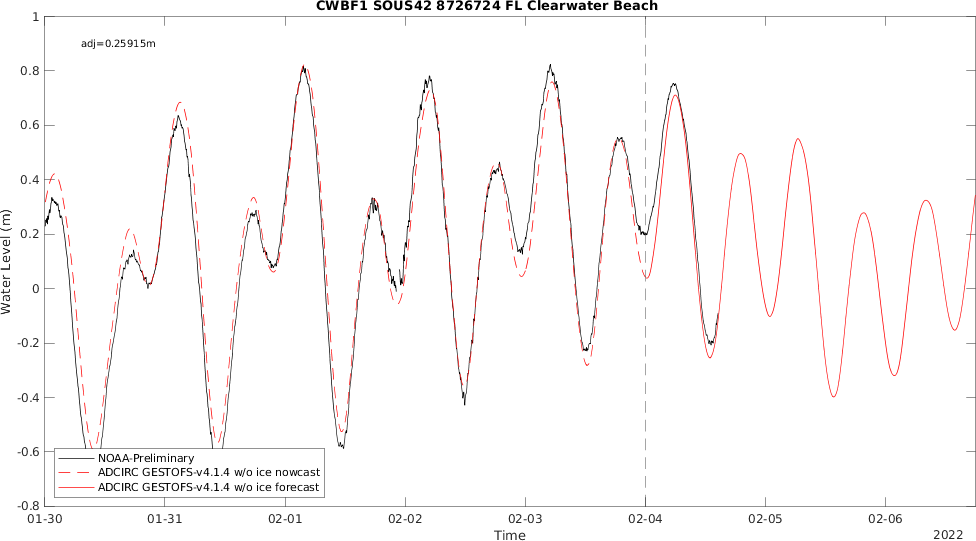 CWBF1 SOUS42 8726724 FL Clearwater Beach
adj=0.25915m
Water Level (m)
1
0.8
0.6
0.4
0.2
0
-0.2
-0.4
-0.6
-0.8
NOAA-Preliminary
ADCIRC GESTOFS-v4.1.4 w/o ice nowcast
ADCIRC GESTOFS-v4.1.4 w/o ice forecast
01-30 01-31 02-01 02-02 02-03 02-04 02-05 02-06
Time
2022